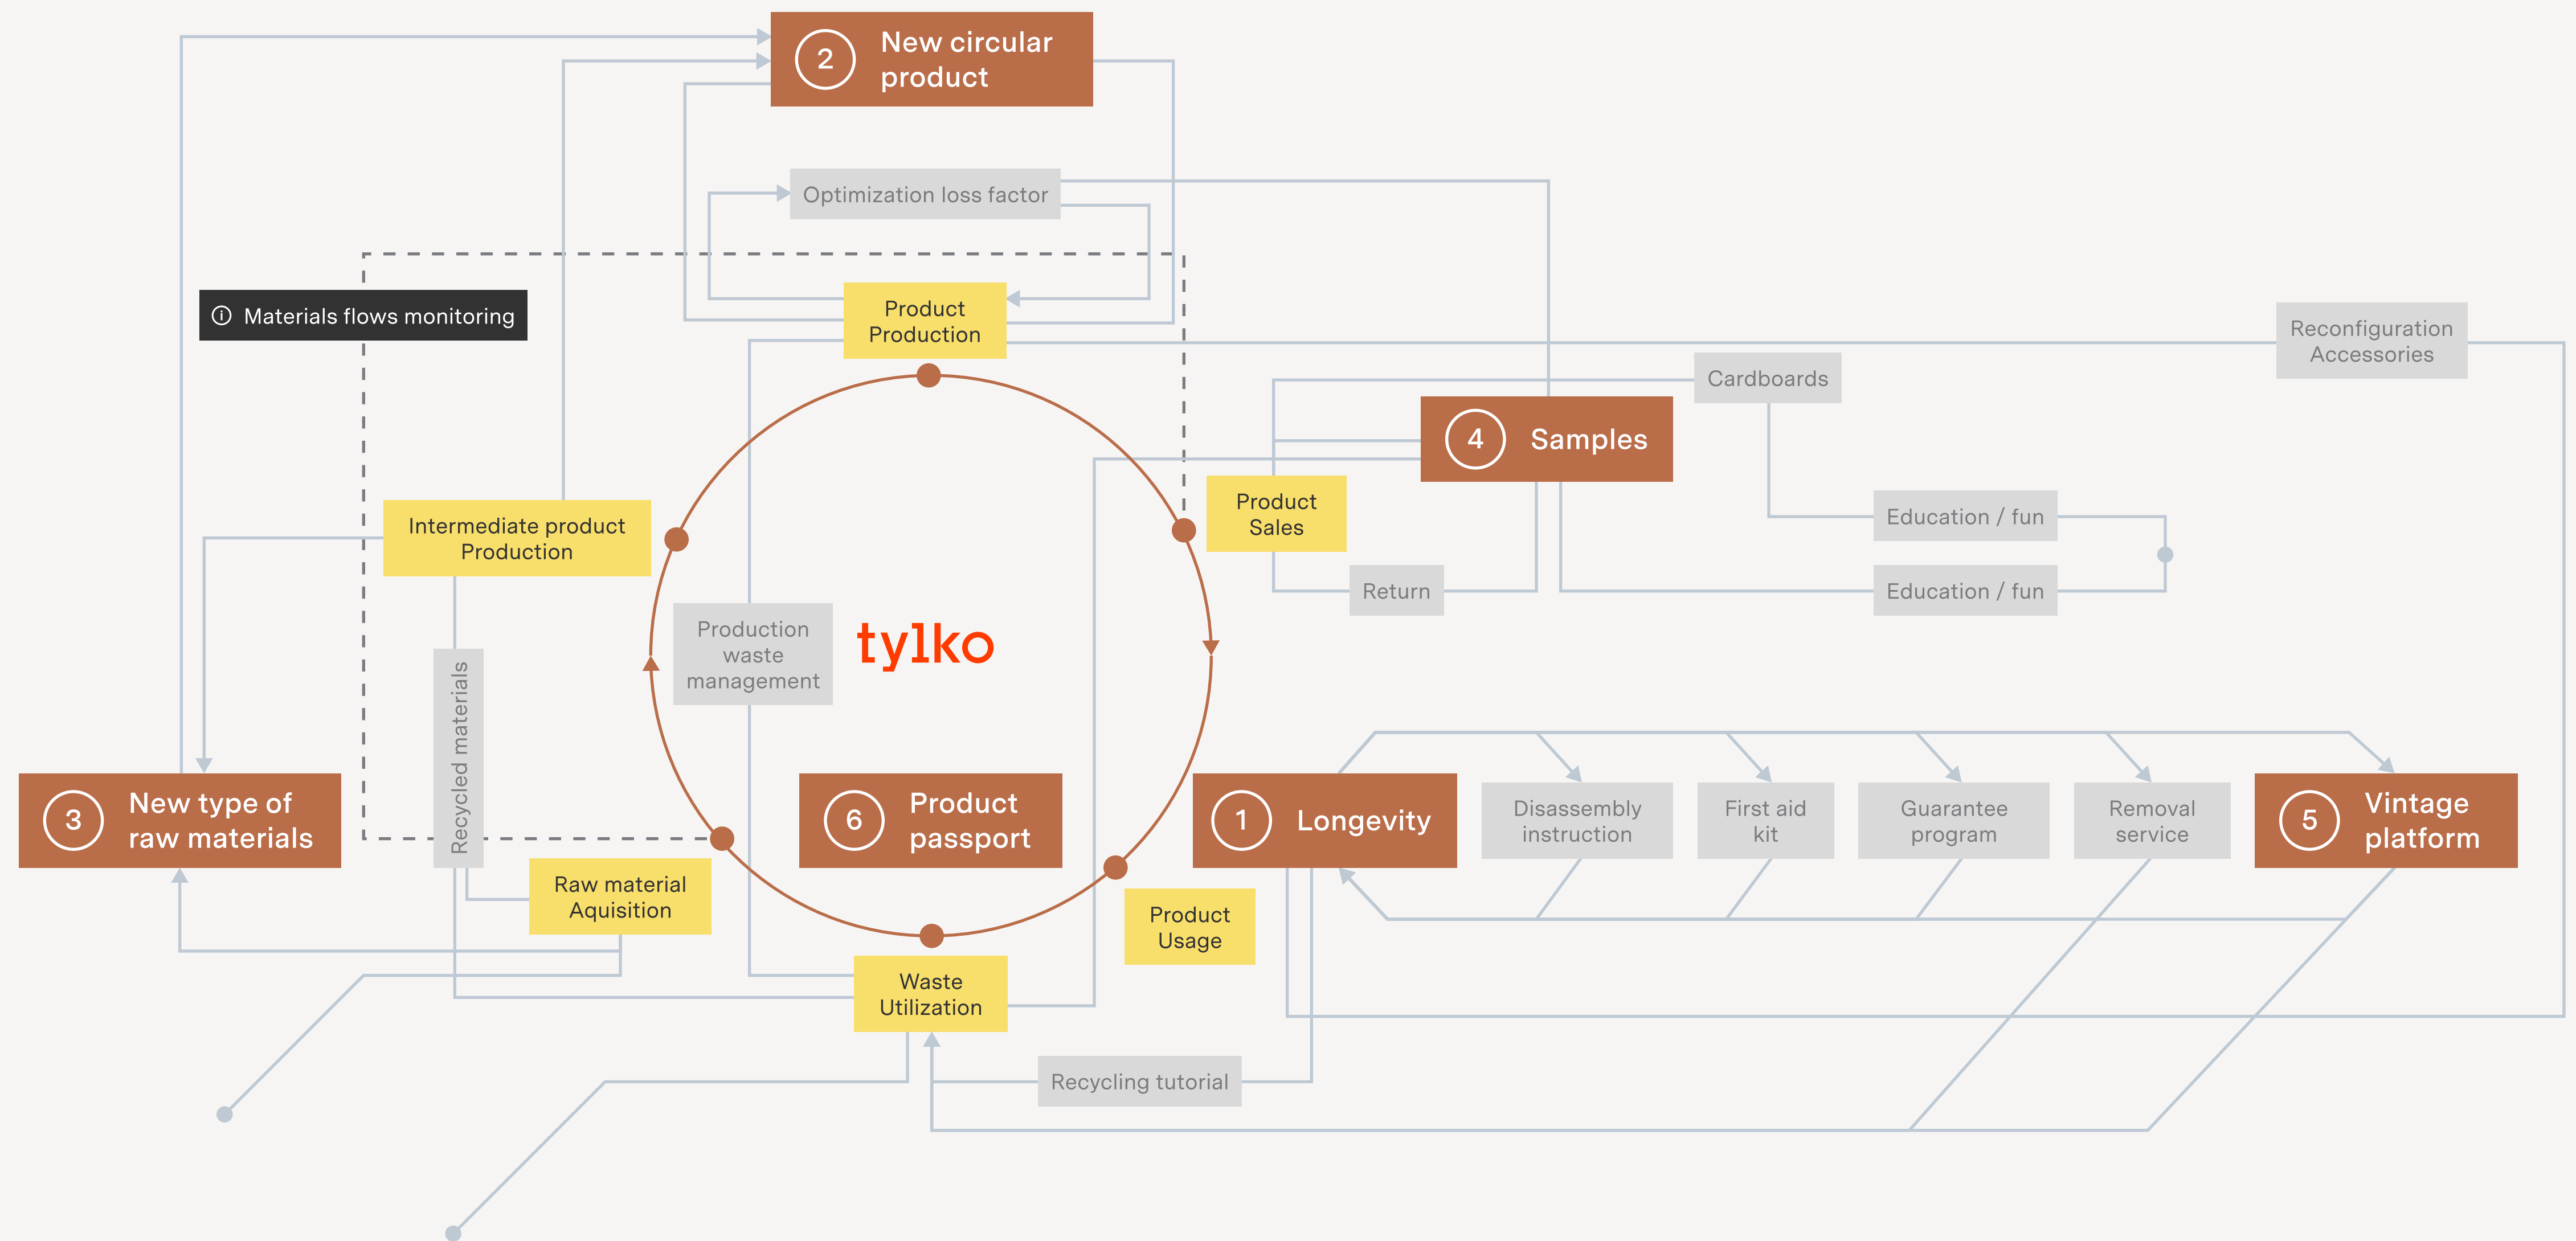 2
New circular
product
Optimization loss factor
Materials flows monitoring
Product
Production
Reconfiguration
Accessories
Cardboards
4
Samples
Product
Sales
Intermediate product
Production
Education / fun
Return
Education / fun
Production
waste
management
tylko
Recycled materials
3
New type of
raw materials
6
Product
passport
1
Longevity
Disassembly
instruction
First aid
kit
Guarantee
program
Removal
service
5
Vintage
platform
Raw material
Aquisition
Product
Usage
Waste
Utilization
Recycling tutorial